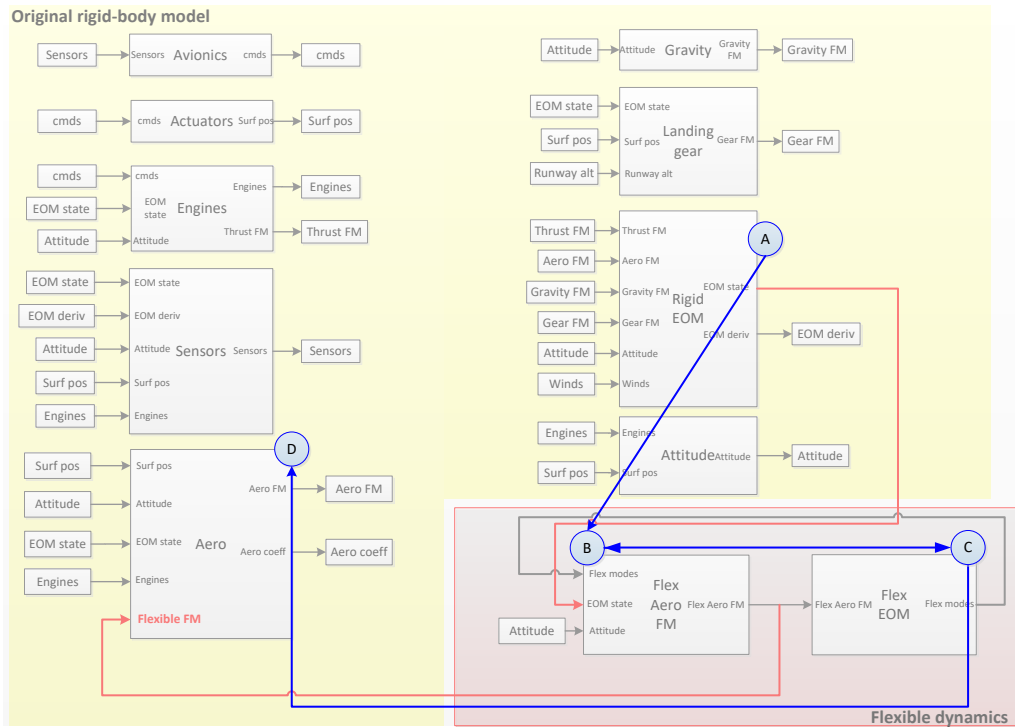 Original rigid-body model
Sensors
Sensors
Avionics
cmds
cmds
cmds
cmds
Actuators
Surf pos
Surf pos
cmds
EOM state
Attitude
cmds
EOM
state
Attitude
Engines
Engines
Thrust FM
Engines
Thrust FM
EOM state
EOM deriv
Attitude
Surf pos
Engines
EOM state
EOM deriv
Attitude
Surf pos
Engines
Sensors
Sensors
Sensors
Surf pos
Attitude
EOM state
Engines
Surf pos
Attitude
EOM state
Engines
Flexible FM
Aero
D
Aero FM
Aero coeff
Aero FM
Aero coeff
Attitude
Attitude
Gravity
Gravity
FM
Gravity FM
EOM state
Surf pos
Runway alt
EOM state
Surf pos
Runway alt
Landing
gear
Gear FM
Gear FM
Thrust FM
Aero FM
Gravity FM
Gear FM
Attitude
Winds
Thrust FM
Aero FM
Gravity FM
Gear FM
Attitude
Winds
Rigid
EOM
A
EOM state
EOM deriv
EOM deriv
Engines
Surf pos
Engines
Surf pos
Attitude
Attitude
Attitude
B
C
Flex modes
EOM state
Attitude
Attitude
Flex
Aero
FM
Flex Aero FM
Flex Aero FM
Flex
EOM
Flex modes
Flexible dynamics